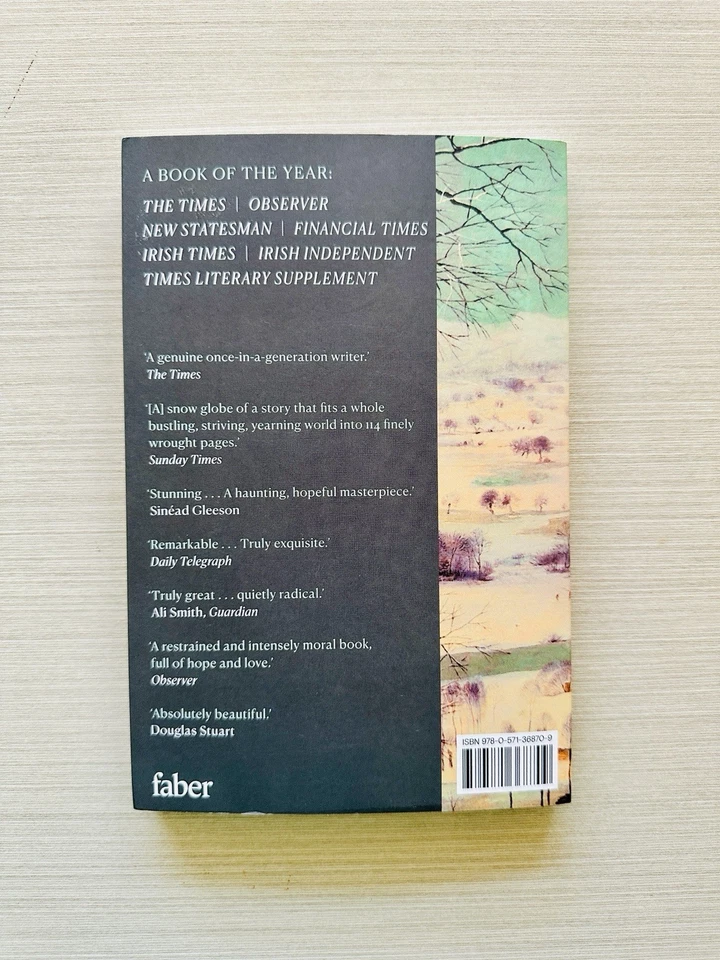 A BOOK OF THE YEAR:
THE TIMES | OBSERVER
NEW STATESMAN | FINANCIAL TIMES
IRISH TIMES | IRISH INDEPENDENT
TIMES LITERARY SUPPLEMENT
‘A genuine once-in-a-generation writer.’
The Times
‘[A] snow globe of a story that fits a whole
bustling, striving, yearning world into 114 finely
wrought pages.’
Sunday Times
‘Stunning . . . A haunting, hopeful masterpiece.’
Sinéad Gleeson
‘Remarkable . . . Truly exquisite.’
Daily Telegraph
‘Truly great . . . quietly radical.’
Ali Smith, Guardian
‘A restrained and intensely moral book,
full of hope and love.’
Observer
‘Absolutely beautiful.’
Douglas Stuart
faber
ISBN 978-0-571-36870-9